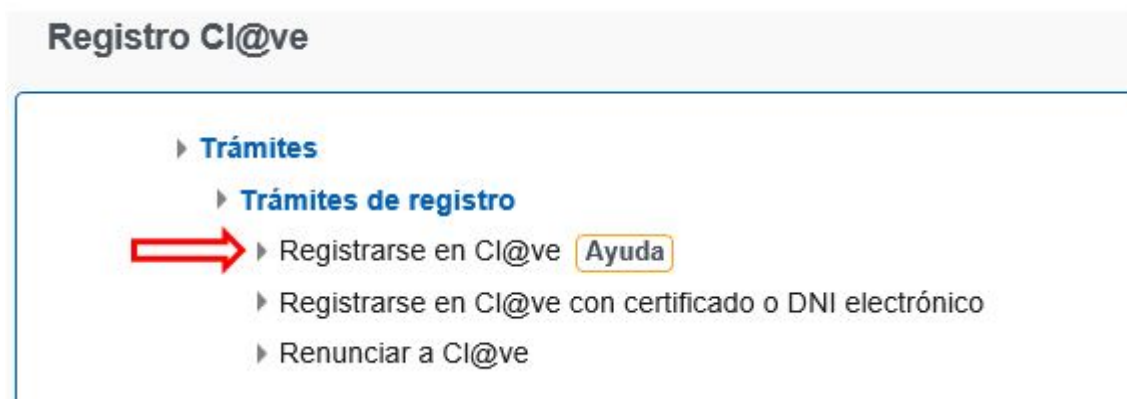 Registro Cl@ve
Trámites
Trámites de registro
Registrarse en Cl@ve Ayuda
Registrarse en Cl@ve con certificado o DNI electrónico
Renunciar a Cl@ve